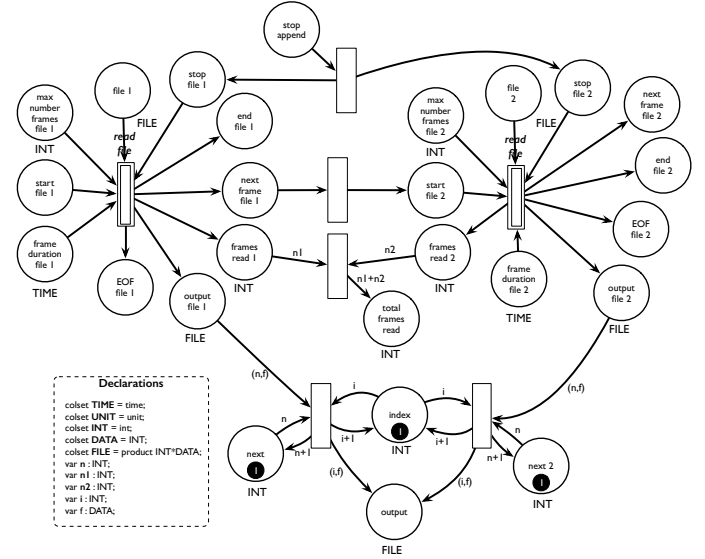 stop
append
stop
file 1
stop
file 2
file 1
FILE
file
2
FILE
max
number
frames
file 1
INT
max
number
frames
file 2
INT
next
frame
file 2
end
file 1
read
file
read
file
end
file 2
start
file 1
next
frame
file 1
start
file 2
EOF
file 2
frame
duration
file 1
TIME
frames
read 1
INT
n1
n2
frames
read 2
INT
n1+n2
EOF
file 1
output
file 1
FILE
total
frames
read
INT
frame
duration
file 2
TIME
output
file 2
FILE
(n,f)
(n,f)
Declarations
colset TIME = time;
colset UNIT = unit;
colset INT = int;
colset DATA = INT;
colset FILE = product INT*DATA;
var n : INT;
var n1 : INT;
var n2 : INT;
var i : INT;
var f : DATA;
i
i
index
1
INT
i+1
i+1
n
n+1
next
1
INT
n
n+1
next 2
1
INT
(i,f)
(i,f)
output
FILE